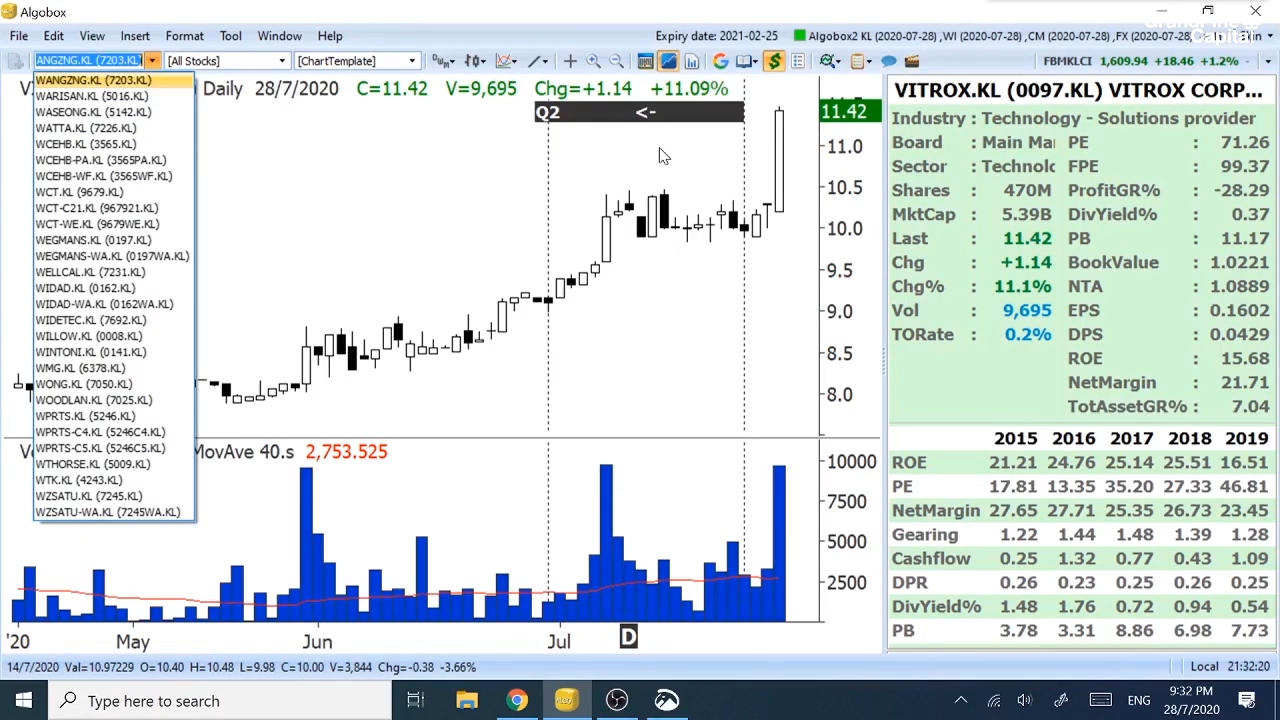 Algobox
Capital
File Edit View Insert Format Tool Window Help Expiry date: 2021-02-25 Algobox2 KL (2020-07-28) ,WI (2020-07-28) ,CM (2020-07-28) ,FX (2020-07-
ANGZNG.KL (7203.KL) [All Stocks] [ChartTemplate] FBMKLCI 1,609.94 +18.46 +1.2%
WANGZNG.KL (7203.KL)
WARISAN.KL (5016.KL)
WASEONG.KL (5142.KL)
WATTA.KL (7226.KL)
WCEHB.KL (3565.KL)
WCEHB-PA.KL (3565PA.KL)
WCEHB-WF.KL (3565WF.KL)
WCT.KL (9679.KL)
WCT-C21.KL (967921.KL)
WCT-WE.KL (9679WE.KL)
WEGMANS.KL (0197.KL)
WEGMANS-WA.KL (0197WA.KL)
WELLCAL.KL (7231.KL)
WIDAD.KL (0162.KL)
WIDAD-WA.KL (0162WA.KL)
WIDETEC.KL (7692.KL)
WILLOW.KL (0008.KL)
WINTONI.KL (0141.KL)
WMG.KL (6378.KL)
WONG.KL (7050.KL)
WOODLAN.KL (7025.KL)
WPRTS.KL (5246.KL)
WPRTS-C4.KL (5246C4.KL)
WPRTS-C5.KL (5246C5.KL)
WTHORSE.KL (5009.KL)
WTK.KL (4243.KL)
WZSATU.KL (7245.KL)
WZSATU-WA.KL (7245WA.KL)
Daily 28/7/2020 C=11.42 V=9,695 Chg=+1.14 +11.09%
Q2 <-
11.42
11.0
10.5
10.0
9.5
9.0
8.5
8.0
MovAve 40.s 2,753.525
10000
7500
5000
2500
'20 May Jun Jul D
VITROX.KL (0097.KL) VITROX CORP...
Industry : Technology - Solutions provider
Board : Main Mar PE : 71.26
Sector : Technolo FPE : 99.37
Shares : 470M ProfitGR% : -28.29
MktCap : 5.39B DivYield% : 0.37
Last : 11.42 PB : 11.17
Chg : +1.14 BookValue : 1.0221
Chg% : 11.1% NTA : 1.0889
Vol : 9,695 EPS : 0.1602
TORate : 0.2% DPS : 0.0429
ROE : 15.68
NetMargin : 21.71
TotAssetGR% : 7.04
2015 2016 2017 2018 2019
ROE 21.21 24.76 25.14 25.51 16.51
PE 17.81 13.35 35.20 27.33 46.81
NetMargin 27.65 27.71 25.35 26.73 23.45
Gearing 1.22 1.44 1.48 1.39 1.28
Cashflow 0.25 1.32 0.77 0.43 1.09
DPR 0.26 0.23 0.25 0.26 0.25
DivYield% 1.48 1.76 0.72 0.94 0.54
PB 3.78 3.31 8.86 6.98 7.73
14/7/2020 Val=10.97229 O=10.40 H=10.48 L=9.98 C=10.00 V=3,844 Chg=-0.38 -3.66% Local 21:32:20
Type here to search
ENG
9:32 PM
28/7/2020